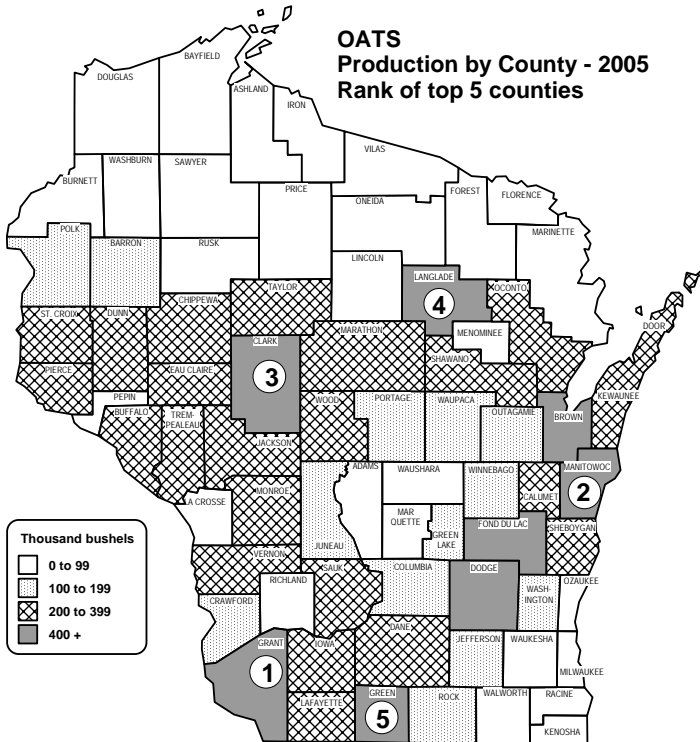 OATS
Production by County - 2005
Rank of top 5 counties
BAYFIELD
DOUGLAS
ASHLAND
IRON
VILAS
WASHBURN
SAWYER
BURNETT
PRICE
ONEIDA
FOREST
FLORENCE
MARINETTE
POLK
BARRON
RUSK
LINCOLN
LANGLADE
4
TAYLOR
OCONTO
CHIPPEWA
ST. CROIX
DUNN
DOOR
MARATHON
MENOMINEE
CLARK
3
SHAWANO
PIERCE
EAU CLAIRE
PEPIN
KEWAUNEE
WOOD
PORTAGE
WAUPACA
BUFFALO
TREM-
PEALEAU
OUTAGAMIE
BROWN
JACKSON
ADAMS
WAUSHARA
WINNEBAGO
MANITOWOC
2
MONROE
CALUMET
LA CROSSE
MAR
QUETTE
GREEN
LAKE
FOND DU LAC
SHEBOYGAN
JUNEAU
VERNON
SAUK
COLUMBIA
DODGE
RICHLAND
OZAUKEE
WASH-
INGTON
CRAWFORD
DANE
GRANT
1
IOWA
JEFFERSON
WAUKESHA
MILWAUKEE
GREEN
5
ROCK
WALWORTH
RACINE
LAFAYETTE
KENOSHA
Thousand bushels
0 to 99
100 to 199
200 to 399
400 +